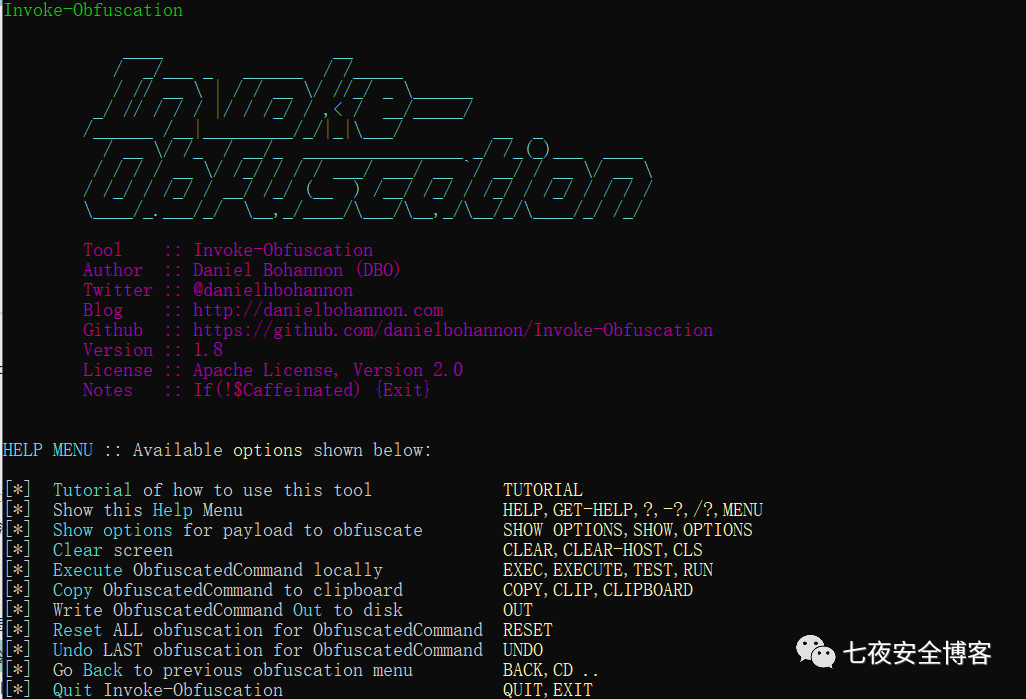 Invoke-Obfuscation
Invoke-
Obfuscation
Tool :: Invoke-Obfuscation
Author :: Daniel Bohannon (DBO)
Twitter :: @danielhbohannon
Blog :: http://danielbohannon.com
Github :: https://github.com/danielbohannon/Invoke-Obfuscation
Version :: 1.8
License :: Apache License, Version 2.0
Notes :: If(!$Caffeinated) {Exit}
HELP MENU :: Available options shown below:
[*] Tutorial of how to use this tool TUTORIAL
[*] Show this Help Menu HELP,GET-HELP,?,-?,/?,MENU
[*] Show options for payload to obfuscate SHOW OPTIONS,SHOW,OPTIONS
[*] Clear screen CLEAR,CLEAR-HOST,CLS
[*] Execute ObfuscatedCommand locally EXEC,EXECUTE,TEST,RUN
[*] Copy ObfuscatedCommand to clipboard COPY,CLIP,CLIPBOARD
[*] Write ObfuscatedCommand Out to disk OUT
[*] Reset ALL obfuscation for ObfuscatedCommand RESET
[*] Undo LAST obfuscation for ObfuscatedCommand UNDO
[*] Go Back to previous obfuscation menu BACK,CD ..
[*] Quit Invoke-Obfuscation QUIT,EXIT
七夜安全博客